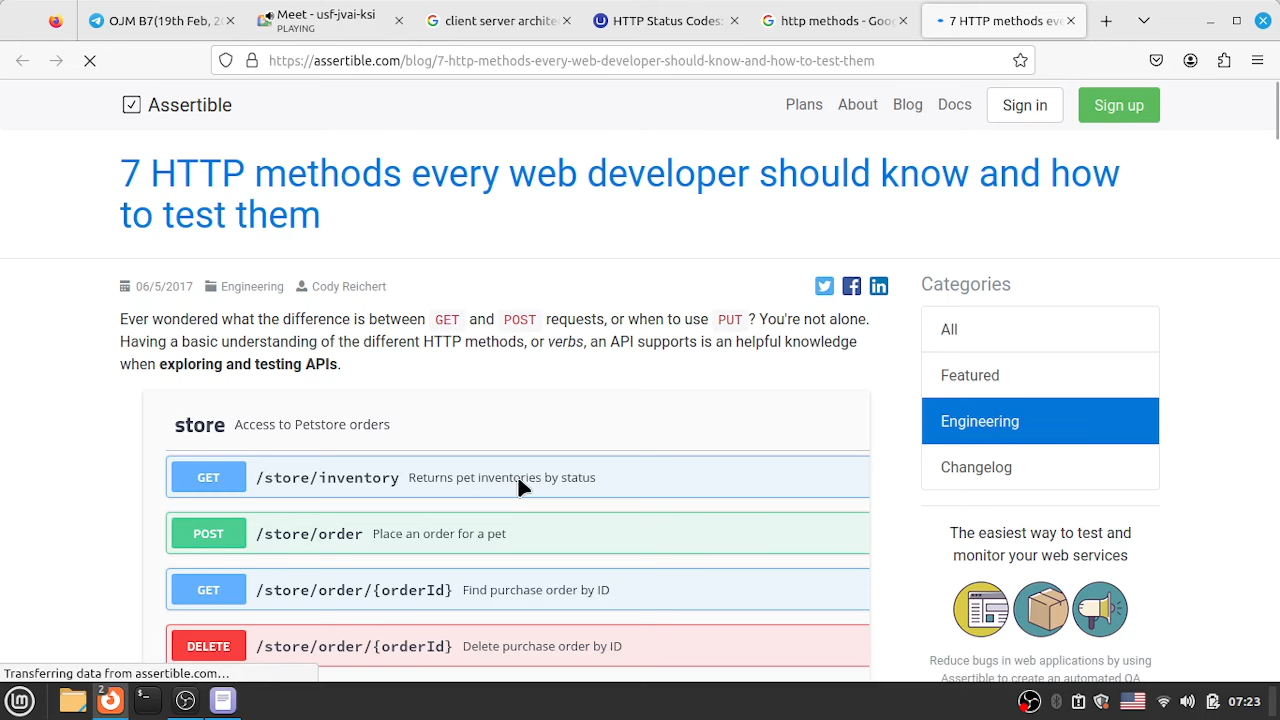 OJM B7(19th Feb, 20
Meet - usf-jvai-ksi
PLAYING
client server archite
HTTP Status Codes:
http methods - Goo
7 HTTP methods eve
https://assertible.com/blog/7-http-methods-every-web-developer-should-know-and-how-to-test-them
Assertible
Plans About Blog Docs Sign in Sign up
7 HTTP methods every web developer should know and how
to test them
06/5/2017 Engineering Cody Reichert
Categories
Ever wondered what the difference is between GET and POST requests, or when to use PUT ? You're not alone.
Having a basic understanding of the different HTTP methods, or verbs, an API supports is an helpful knowledge
when exploring and testing APIs.
All
Featured
Engineering
Changelog
store Access to Petstore orders
GET /store/inventory Returns pet inventories by status
POST /store/order Place an order for a pet
GET /store/order/{orderId} Find purchase order by ID
DELETE /store/order/{orderId} Delete purchase order by ID
The easiest way to test and
monitor your web services
Reduce bugs in web applications by using
Assertible to create an automated QA
Transferring data from assertible.com…
2
07:23